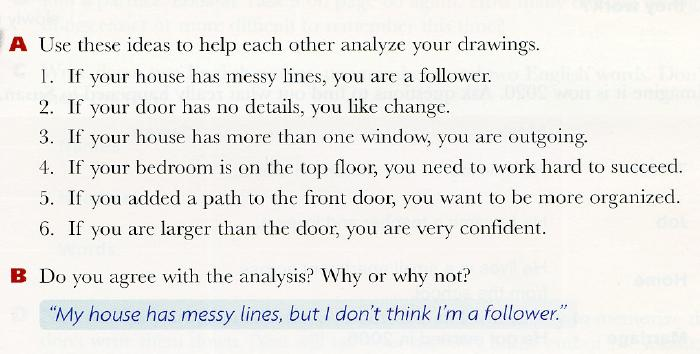 A Use these ideas to help each other analyze your drawings.
1. If your house has messy lines, you are a follower.
2. If your door has no details, you like change.
3. If your house has more than one window, you are outgoing.
4. If your bedroom is on the top floor, you need to work hard to succeed.
5. If you added a path to the front door, you want to be more organized.
6. If you are larger than the door, you are very confident.
B Do you agree with the analysis? Why or why not?
"My house has messy lines, but I don't think I'm a follower."